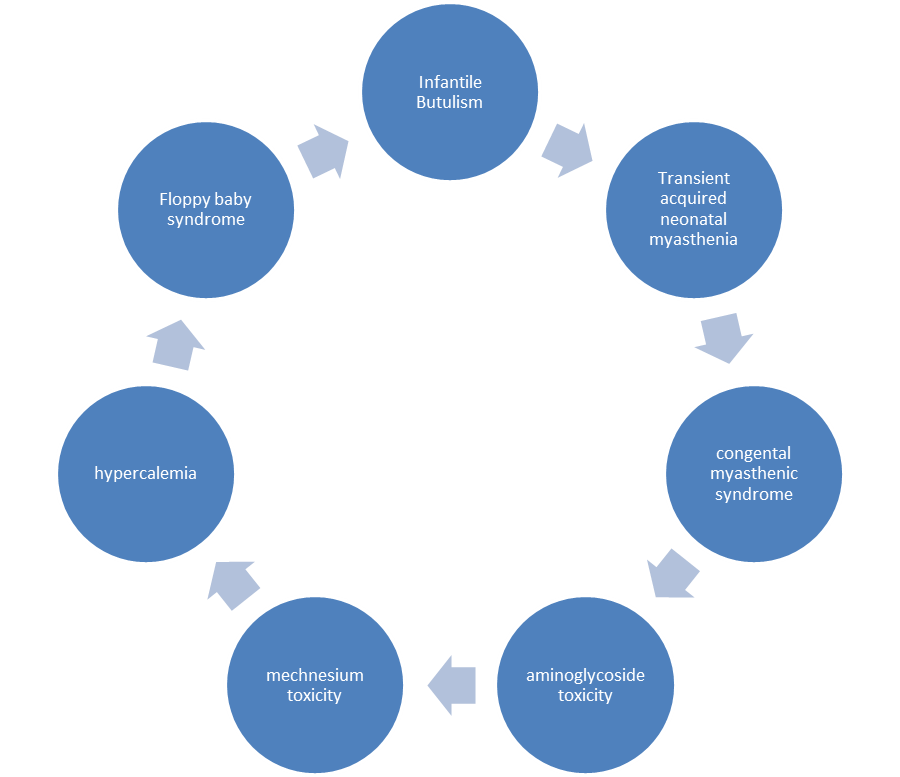 Infantile
Butulism
Transient
acquired
neonatal
myasthenia
congental
myasthenic
syndrome
aminoglycoside
toxicity
mechnesium
toxicity
hypercalemia
Floppy baby
syndrome